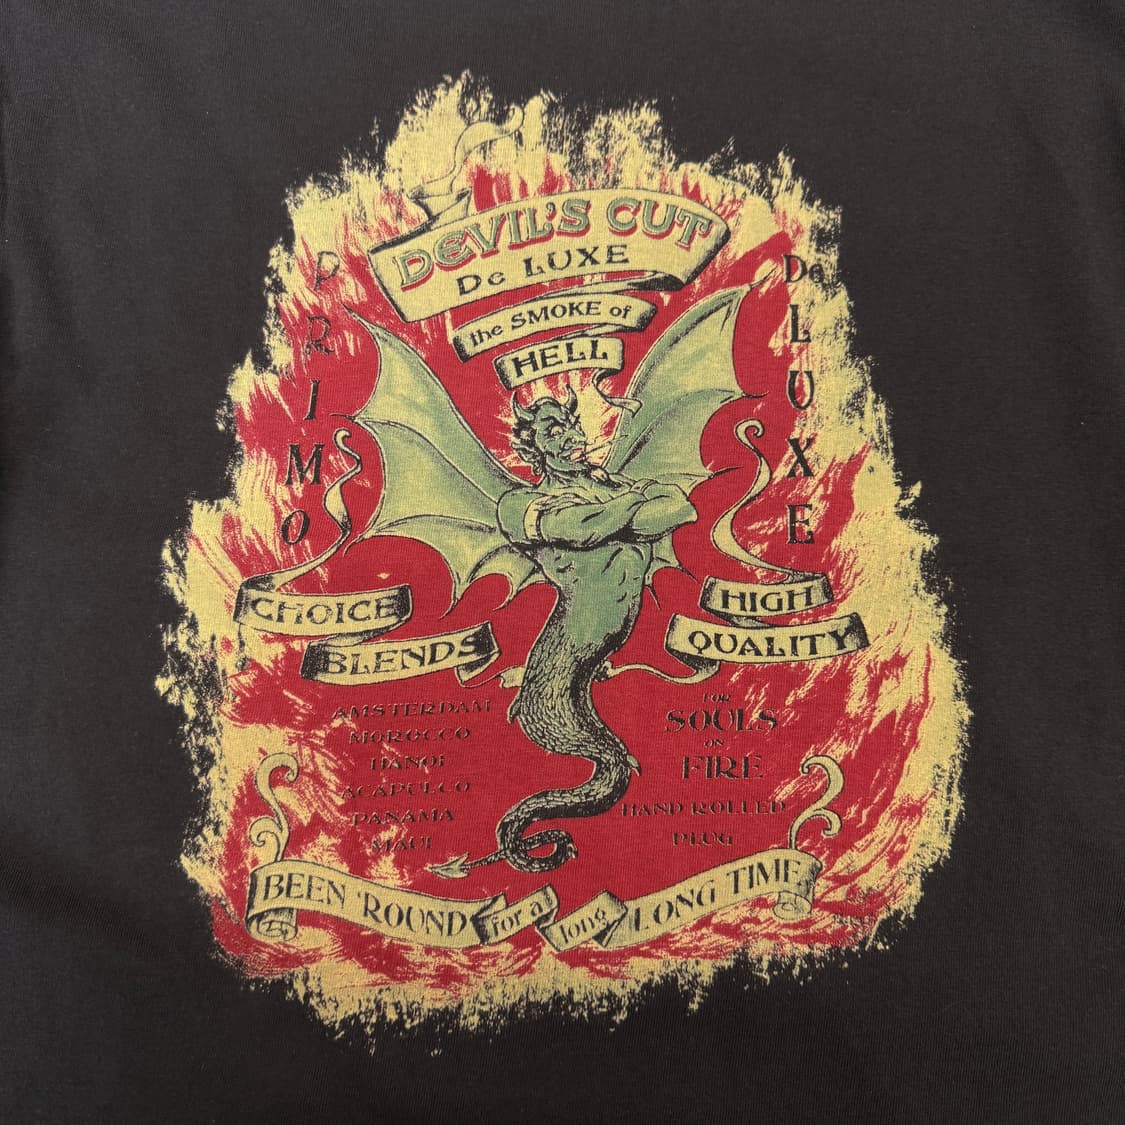 DEVIL'S CUT
De LUXE
the SMOKE of
HELL
PRIMO
De LUXE
CHOICE
BLENDS
HIGH
QUALITY
AMSTERDAM
MOROCCO
HANOI
ACAPULCO
PANAMA
MAUI
FOR
SOULS
ON
FIRE
HAND ROLLED
PLUG
BEEN 'ROUND for a long LONG TIME